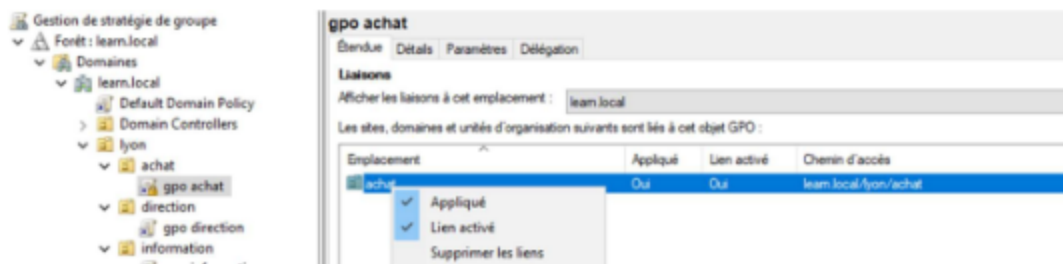 Gestion de stratégie de groupe
Forêt : learn.local
Domaines
learn.local
Default Domain Policy
Domain Controllers
lyon
achat
gpo achat
direction
gpo direction
information
gpo achat
Étendue Détails Paramètres Délégation
Liaisons
Afficher les liaisons à cet emplacement : learn.local
Les sites, domaines et unités d'organisation suivants sont liés à cet objet GPO :
Emplacement Appliqué Lien activé Chemin d'accès
achat Oui Oui learn.local/lyon/achat
Appliqué
Lien activé
Supprimer les liens